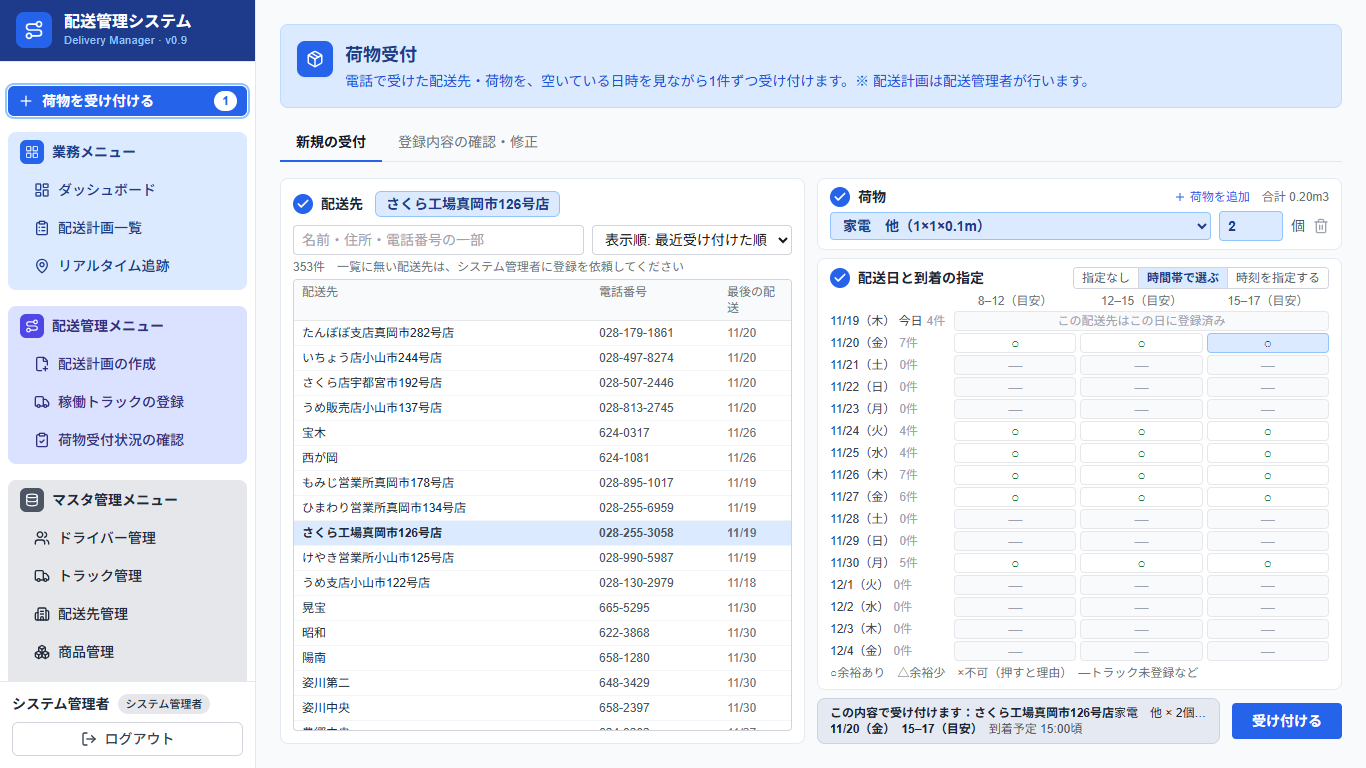 配送管理システム
Delivery Manager · v0.9
荷物を受け付ける 1
業務メニュー
ダッシュボード
配送計画一覧
リアルタイム追跡
配送管理メニュー
配送計画の作成
稼働トラックの登録
荷物受付状況の確認
マスタ管理メニュー
ドライバー管理
トラック管理
配送先管理
商品管理
システム管理者 システム管理者
ログアウト
荷物受付
電話で受けた配送先・荷物を、空いている日時を見ながら1件ずつ受け付けます。※ 配送計画は配送管理者が行います。
新規の受付 登録内容の確認・修正
配送先 さくら工場真岡市126号店
名前・住所・電話番号の一部 表示順: 最近受け付けた順
353件 一覧に無い配送先は、システム管理者に登録を依頼してください
配送先 電話番号 最後の配送
たんぽぽ支店真岡市282号店 028-179-1861 11/20
いちょう店小山市244号店 028-497-8274 11/20
さくら店宇都宮市192号店 028-507-2446 11/20
うめ販売店小山市137号店 028-813-2745 11/20
宝木 624-0317 11/26
西が岡 624-1081 11/26
もみじ営業所真岡市178号店 028-895-1017 11/19
ひまわり営業所真岡市134号店 028-255-6959 11/19
さくら工場真岡市126号店 028-255-3058 11/19
けやき営業所小山市125号店 028-990-5987 11/19
うめ支店小山市122号店 028-130-2979 11/18
晃宝 665-5295 11/30
昭和 622-3868 11/30
陽南 658-1280 11/30
姿川第二 648-3429 11/30
姿川中央 658-2397 11/30
荷物 ＋ 荷物を追加 合計 0.20m3
家電 他（1×1×0.1m） 2 個
配送日と到着の指定 指定なし 時間帯で選ぶ 時刻を指定する
8–12（目安） 12–15（目安） 15–17（目安）
11/19（木） 今日 4件 この配送先はこの日に登録済み
11/20（金） 7件 ○ ○ ○
11/21（土） 0件 — — —
11/22（日） 0件 — — —
11/23（月） 0件 — — —
11/24（火） 4件 ○ ○ ○
11/25（水） 4件 ○ ○ ○
11/26（木） 7件 ○ ○ ○
11/27（金） 6件 ○ ○ ○
11/28（土） 0件 — — —
11/29（日） 0件 — — —
11/30（月） 5件 ○ ○ ○
12/1（火） 0件 — — —
12/2（水） 0件 — — —
12/3（木） 0件 — — —
12/4（金） 0件 — — —
○余裕あり △余裕少 ×不可（押すと理由） —トラック未登録など
この内容で受け付けます：さくら工場真岡市126号店家電 他 × 2個…
11/20（金） 15–17（目安） 到着予定 15:00頃
受け付ける